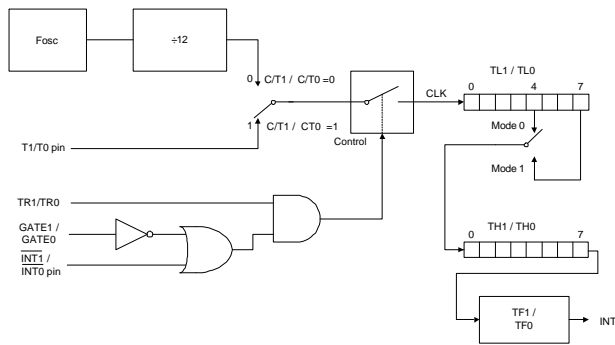 Fosc
÷12
0 C/T1 / C/T0 =0
1 C/T1 / CT0 =1
T1/T0 pin
Control
CLK
TL1 / TL0
0 4 7
Mode 0
Mode 1
TR1/TR0
GATE1 /
GATE0
INT1 /
INT0 pin
TH1 / TH0
0 7
TF1 /
TF0
INT